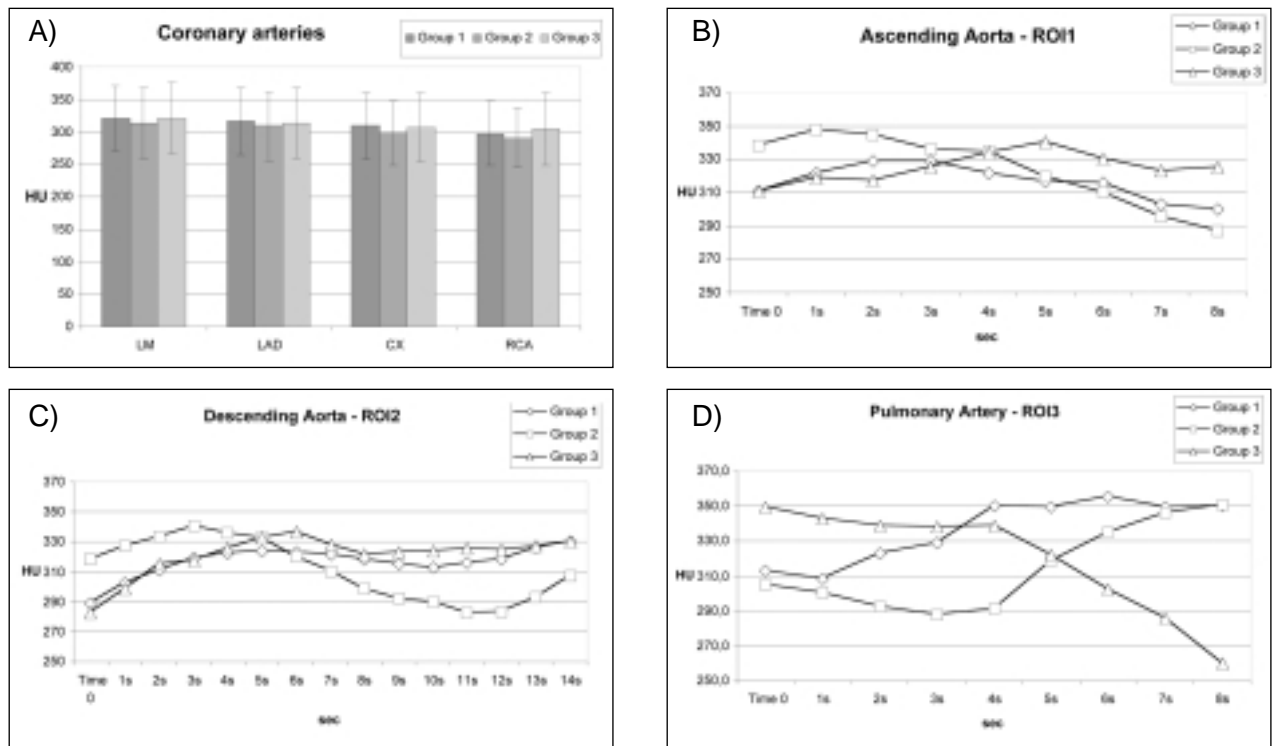 A)
Coronary arteries
Group 1 Group 2 Group 3
400
350
300
250
HU 200
150
100
50
0
LM LAD CX RCA
B)
Ascending Aorta - ROI1
Group 1
Group 2
Group 3
370
350
330
HU 310
290
270
250
Time 0 1s 2s 3s 4s 5s 6s 7s 8s
sec
C)
Descending Aorta - ROI2
Group 1
Group 2
Group 3
370
350
330
HU 310
290
270
250
Time 0 1s 2s 3s 4s 5s 6s 7s 8s 9s 10s 11s 12s 13s 14s
sec
D)
Pulmonary Artery - ROI3
Group 1
Group 2
Group 3
370,0
350,0
330,0
HU 310,0
290,0
270,0
250,0
Time 0 1s 2s 3s 4s 5s 6s 7s 8s
sec